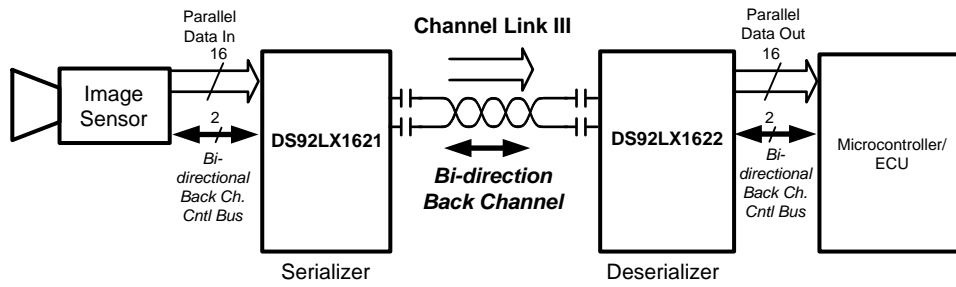 Parallel
Data In
16
Image
Sensor
2
Bi-
directional
Back Ch.
Cntl Bus
DS92LX1621
Serializer
Channel Link III
Bi-direction
Back Channel
DS92LX1622
Deserializer
Parallel
Data Out
16
2
Bi-
directional
Back Ch.
Cntl Bus
Microcontroller/
ECU